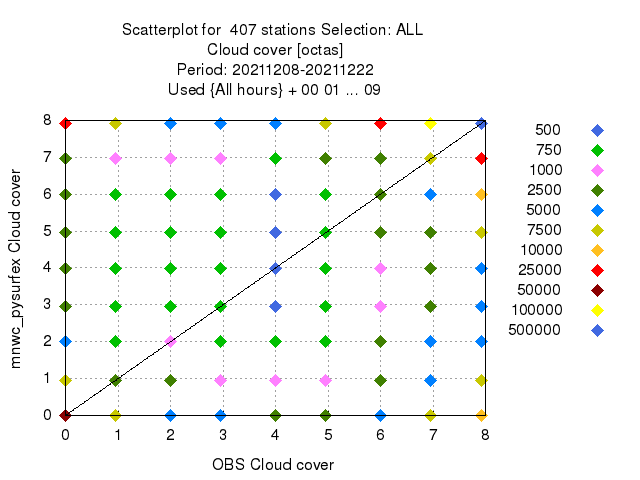 Scatterplot for  407 stations Selection: ALL
Cloud cover [octas]
Period: 20211208-20211222
Used {All hours} + 00 01 ... 09
mnwc_pysurfex Cloud cover
8
7
6
5
4
3
2
1
0
0 1 2 3 4 5 6 7 8
OBS Cloud cover
500
750
1000
2500
5000
7500
10000
25000
50000
100000
500000